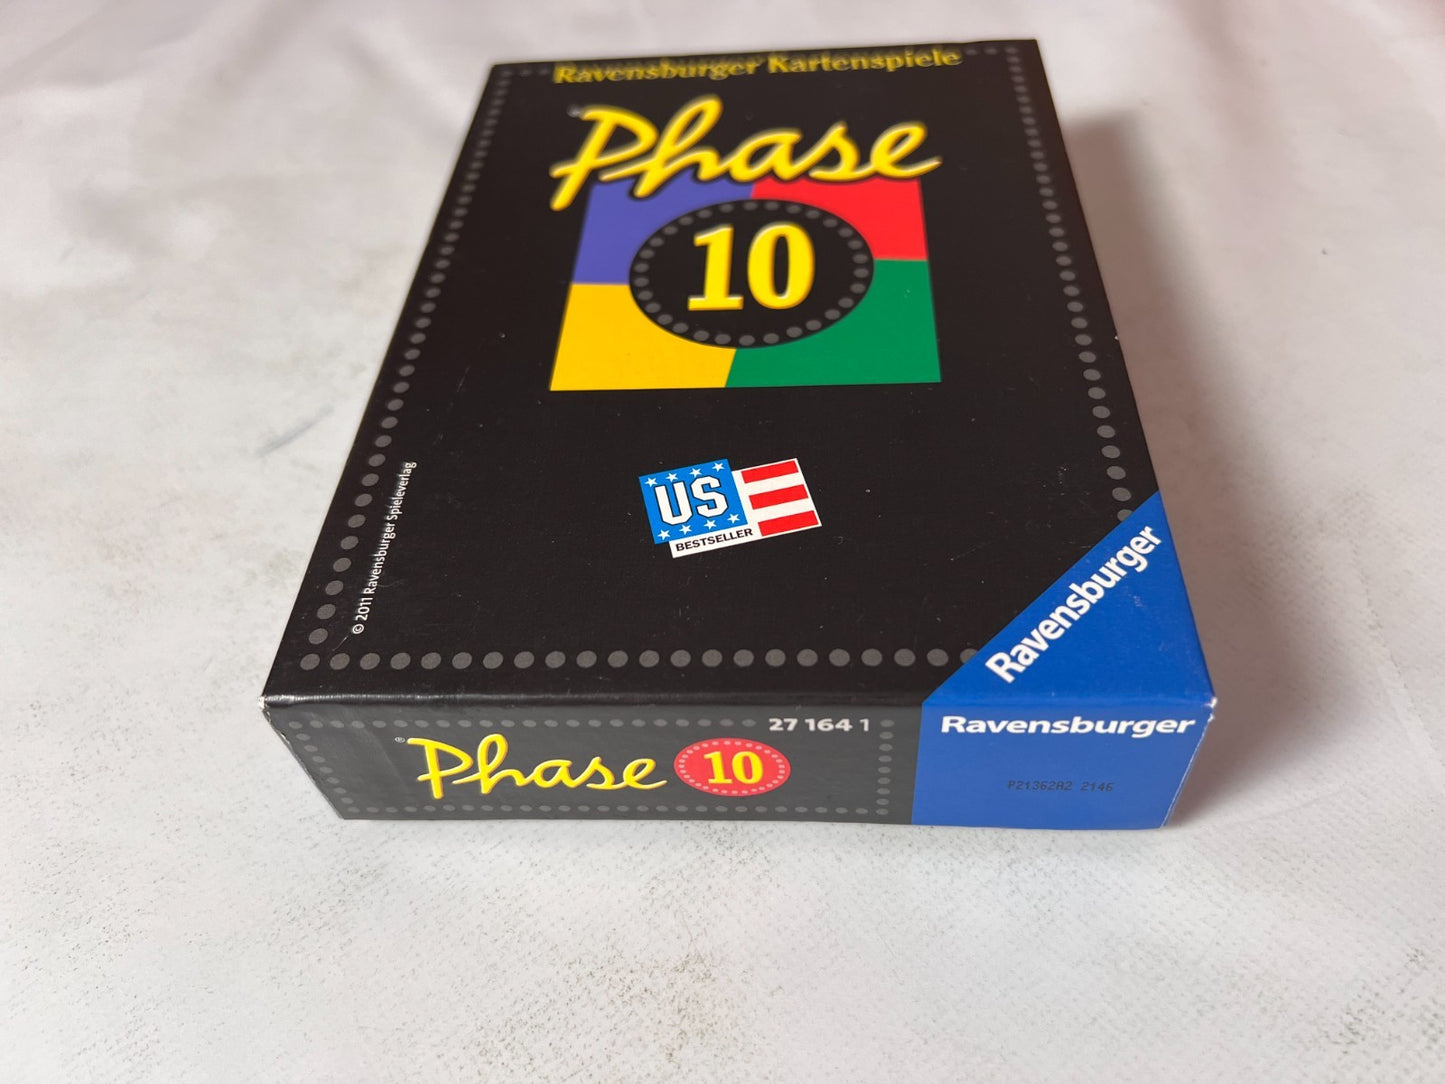 Ravensburger Kartenspiele
® Phase
10
US
BESTSELLER
© 2011 Ravensburger Spieleverlag
Ravensburger
27 164 1
® Phase 10
Ravensburger
P21362A2 2146